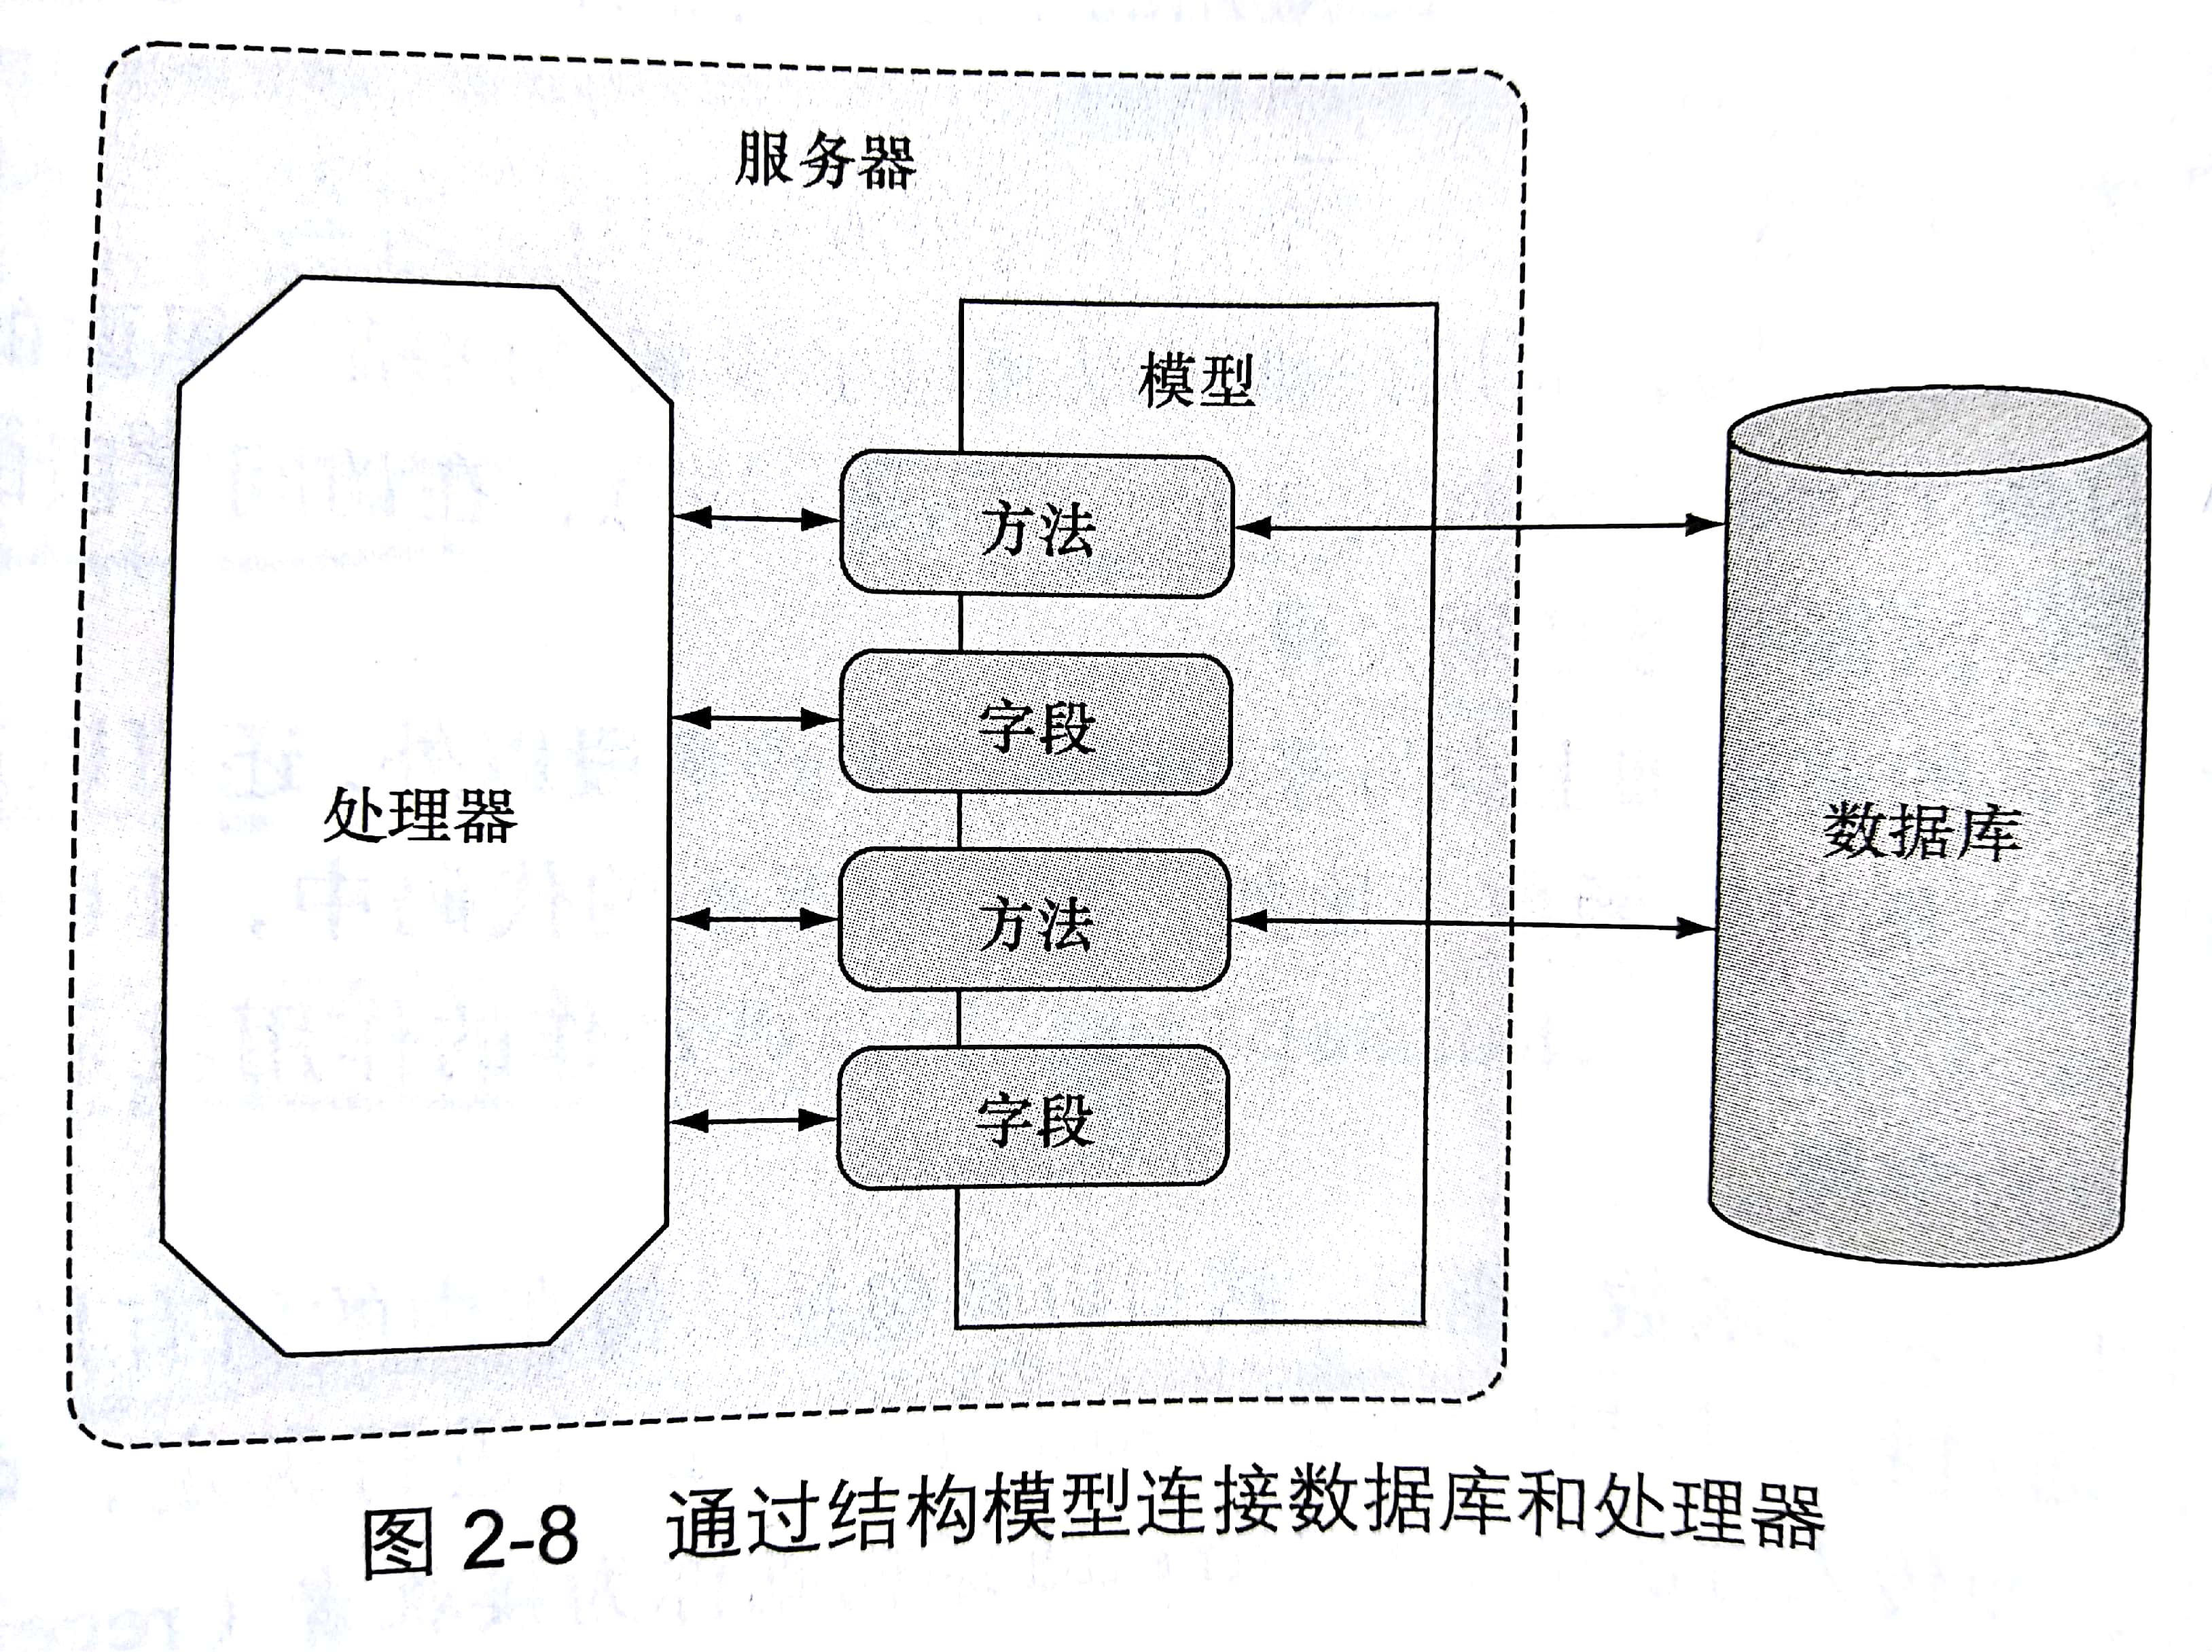 服务器
模型
方法
字段
处理器
数据库
方法
字段
图 2-8 通过结构模型连接数据库和处理器